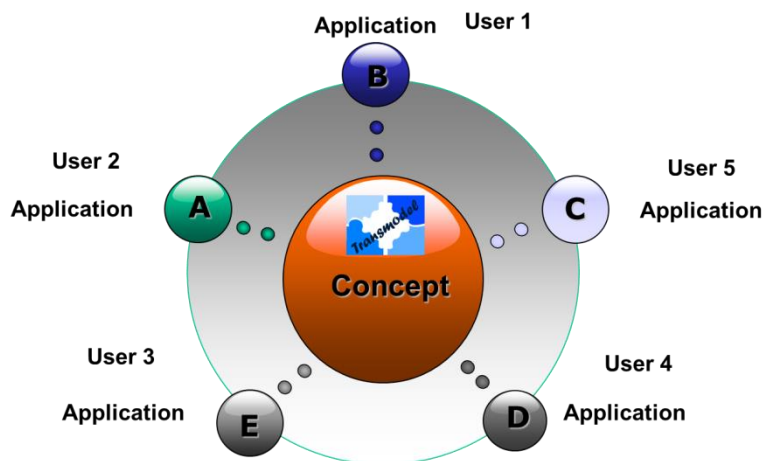 Application User 1
B
User 2
Application A
User 5
C Application
Transmodel
Concept
User 3
Application E
User 4
D Application